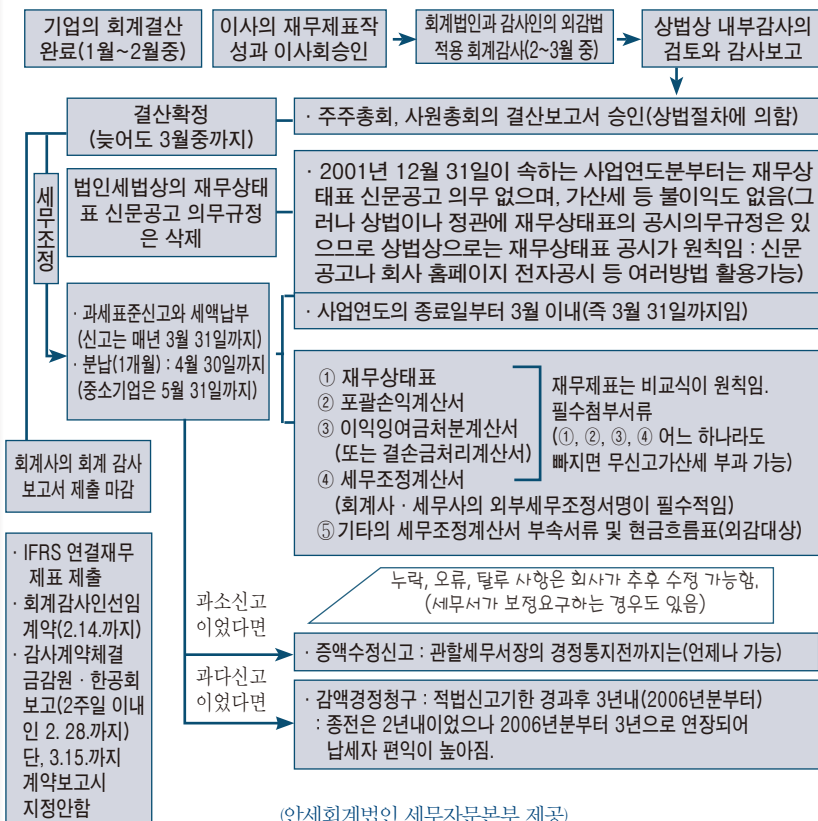 기업의 회계결산
완료(1월~2월중)
이사의 재무제표작
성과 이사회승인
회계법인과 감사인의 외감법
적용 회계감사(2~3월 중)
상법상 내부감사의
검토와 감사보고
결산확정
(늦어도 3월중까지)
· 주주총회, 사원총회의 결산보고서 승인(상법절차에 의함)
세무조정
법인세법상의 재무상태
표 신문공고 의무규정
은 삭제
· 2001년 12월 31일이 속하는 사업연도분부터는 재무상
태표 신문공고 의무 없으며, 가산세 등 불이익도 없음(그
러나 상법이나 정관에 재무상태표의 공시의무규정은 있
으므로 상법상으로는 재무상태표 공시가 원칙임 : 신문
공고나 회사 홈페이지 전자공시 등 여러방법 활용가능)
· 과세표준신고와 세액납부
(신고는 매년 3월 31일까지)
· 분납(1개월) : 4월 30일까지
(중소기업은 5월 31일까지)
· 사업연도의 종료일부터 3월 이내(즉 3월 31일까지임)
① 재무상태표
② 포괄손익계산서
③ 이익잉여금처분계산서
(또는 결손금처리계산서)
④ 세무조정계산서
(회계사 · 세무사의 외부세무조정서명이 필수적임)
⑤ 기타의 세무조정계산서 부속서류 및 현금흐름표(외감대상)
재무제표는 비교식이 원칙임.
필수첨부서류
(①, ②, ③, ④ 어느 하나라도
빠지면 무신고가산세 부과 가능)
회계사의 회계 감사
보고서 제출 마감
· IFRS 연결재무
제표 제출
· 회계감사인선임
계약(2.14.까지)
· 감사계약체결
금감원 · 한공회
보고(2주일 이내
인 2. 28.까지)
단, 3.15.까지
계약보고시
지정안함
누락, 오류, 탈루 사항은 회사가 추후 수정 가능함.
(세무서가 보정요구하는 경우도 있음)
과소신고
이었다면
· 증액수정신고 : 관할세무서장의 경정통지전까지는(언제나 가능)
과다신고
이었다면
· 감액경정청구 : 적법신고기한 경과후 3년내(2006년분부터)
: 종전은 2년내이었으나 2006년분부터 3년으로 연장되어
납세자 편익이 높아짐.
(안세회계법인 세무자문본부 제공)